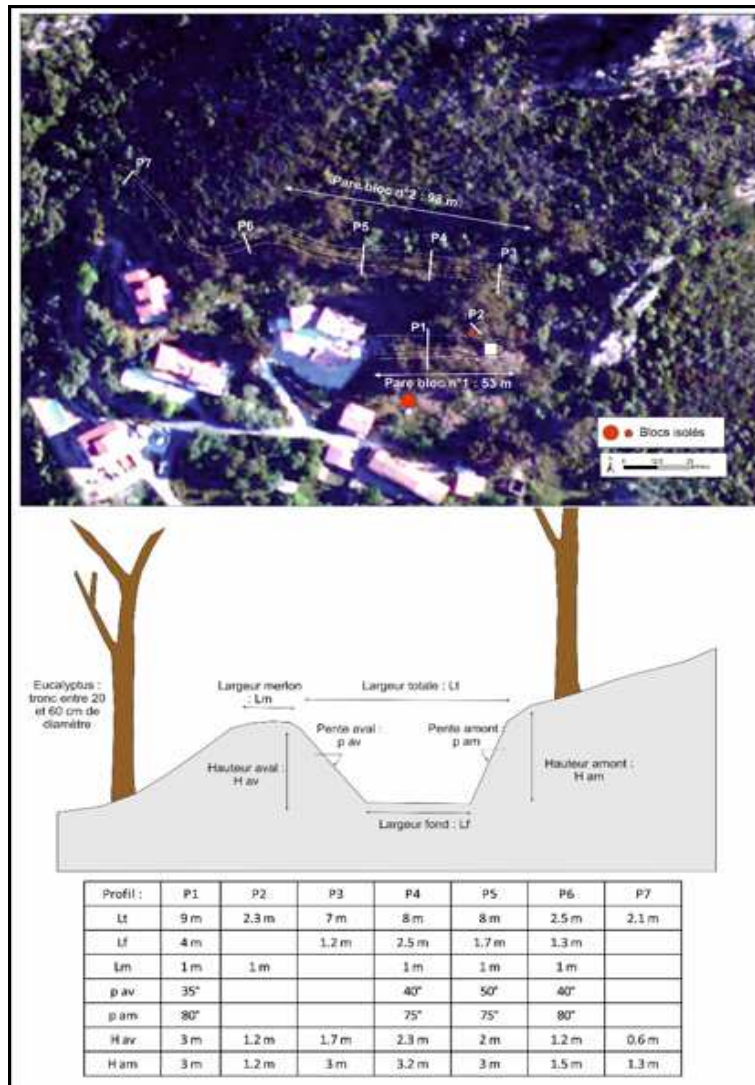 P7
Pare bloc n°2 : 98 m
P6
P5
P4
P3
P2
P1
Pare bloc n°1 : 53 m
Blocs isolés
N
0 12.5 25
Eucalyptus :
tronc entre 20
et 60 cm de
diamètre
Largeur merlon
: Lm
Largeur totale : Lt
Pente aval :
p av
Pente amont :
p am
Hauteur aval :
H av
Hauteur amont :
H am
Largeur fond : Lf
Profil : P1 P2 P3 P4 P5 P6 P7
Lt 9 m 2.3 m 7 m 8 m 8 m 2.5 m 2.1 m
Lf 4 m 1.2 m 2.5 m 1.7 m 1.3 m
Lm 1 m 1 m 1 m 1 m 1 m
p av 35° 40° 50° 40°
p am 80° 75° 75° 80°
H av 3 m 1.2 m 1.7 m 2.3 m 2 m 1.2 m 0.6 m
H am 3 m 1.2 m 3 m 3.2 m 3 m 1.5 m 1.3 m